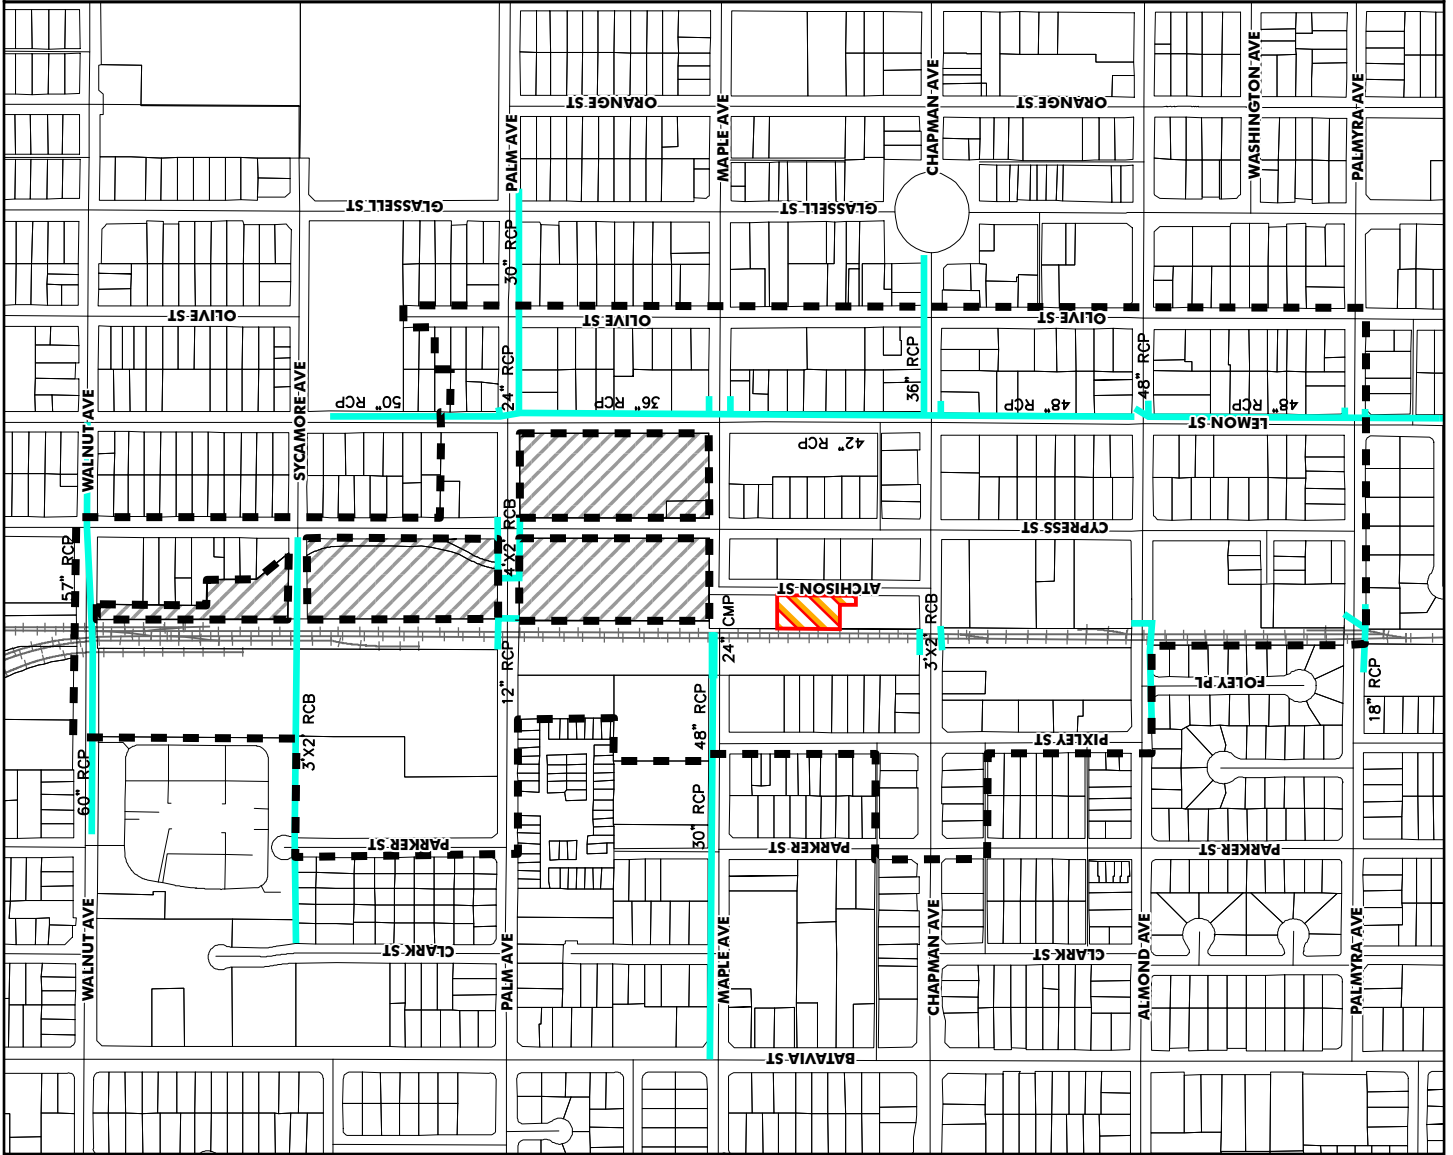 ORANGE ST
ORANGE ST
WASHINGTON AVE
CHAPMAN AVE
PALMYRA AVE
MAPLE AVE
PALM AVE
GLASSELL ST
GLASSELL ST
30" RCP
OLIVE ST
OLIVE ST
OLIVE ST
24" RCP
36" RCP
48" RCP
SYCAMORE AVE
WALNUT AVE
50" RCP
36" RCP
48" RCP
48" RCP
LEMON ST
42" RCP
CYPRESS ST
4'X2' RCB
57" RCP
ATCHISON ST
24" CMP
3'X2' RCB
12" RCP
FOLEY PL
18" RCP
48" RCP
3'X2' RCB
PIXLEY ST
60" RCP
30" RCP
PARKER ST
PARKER ST
PARKER ST
WALNUT AVE
PALM AVE
MAPLE AVE
CHAPMAN AVE
ALMOND AVE
PALMYRA AVE
CLARK ST
CLARK ST
BATAVIA ST